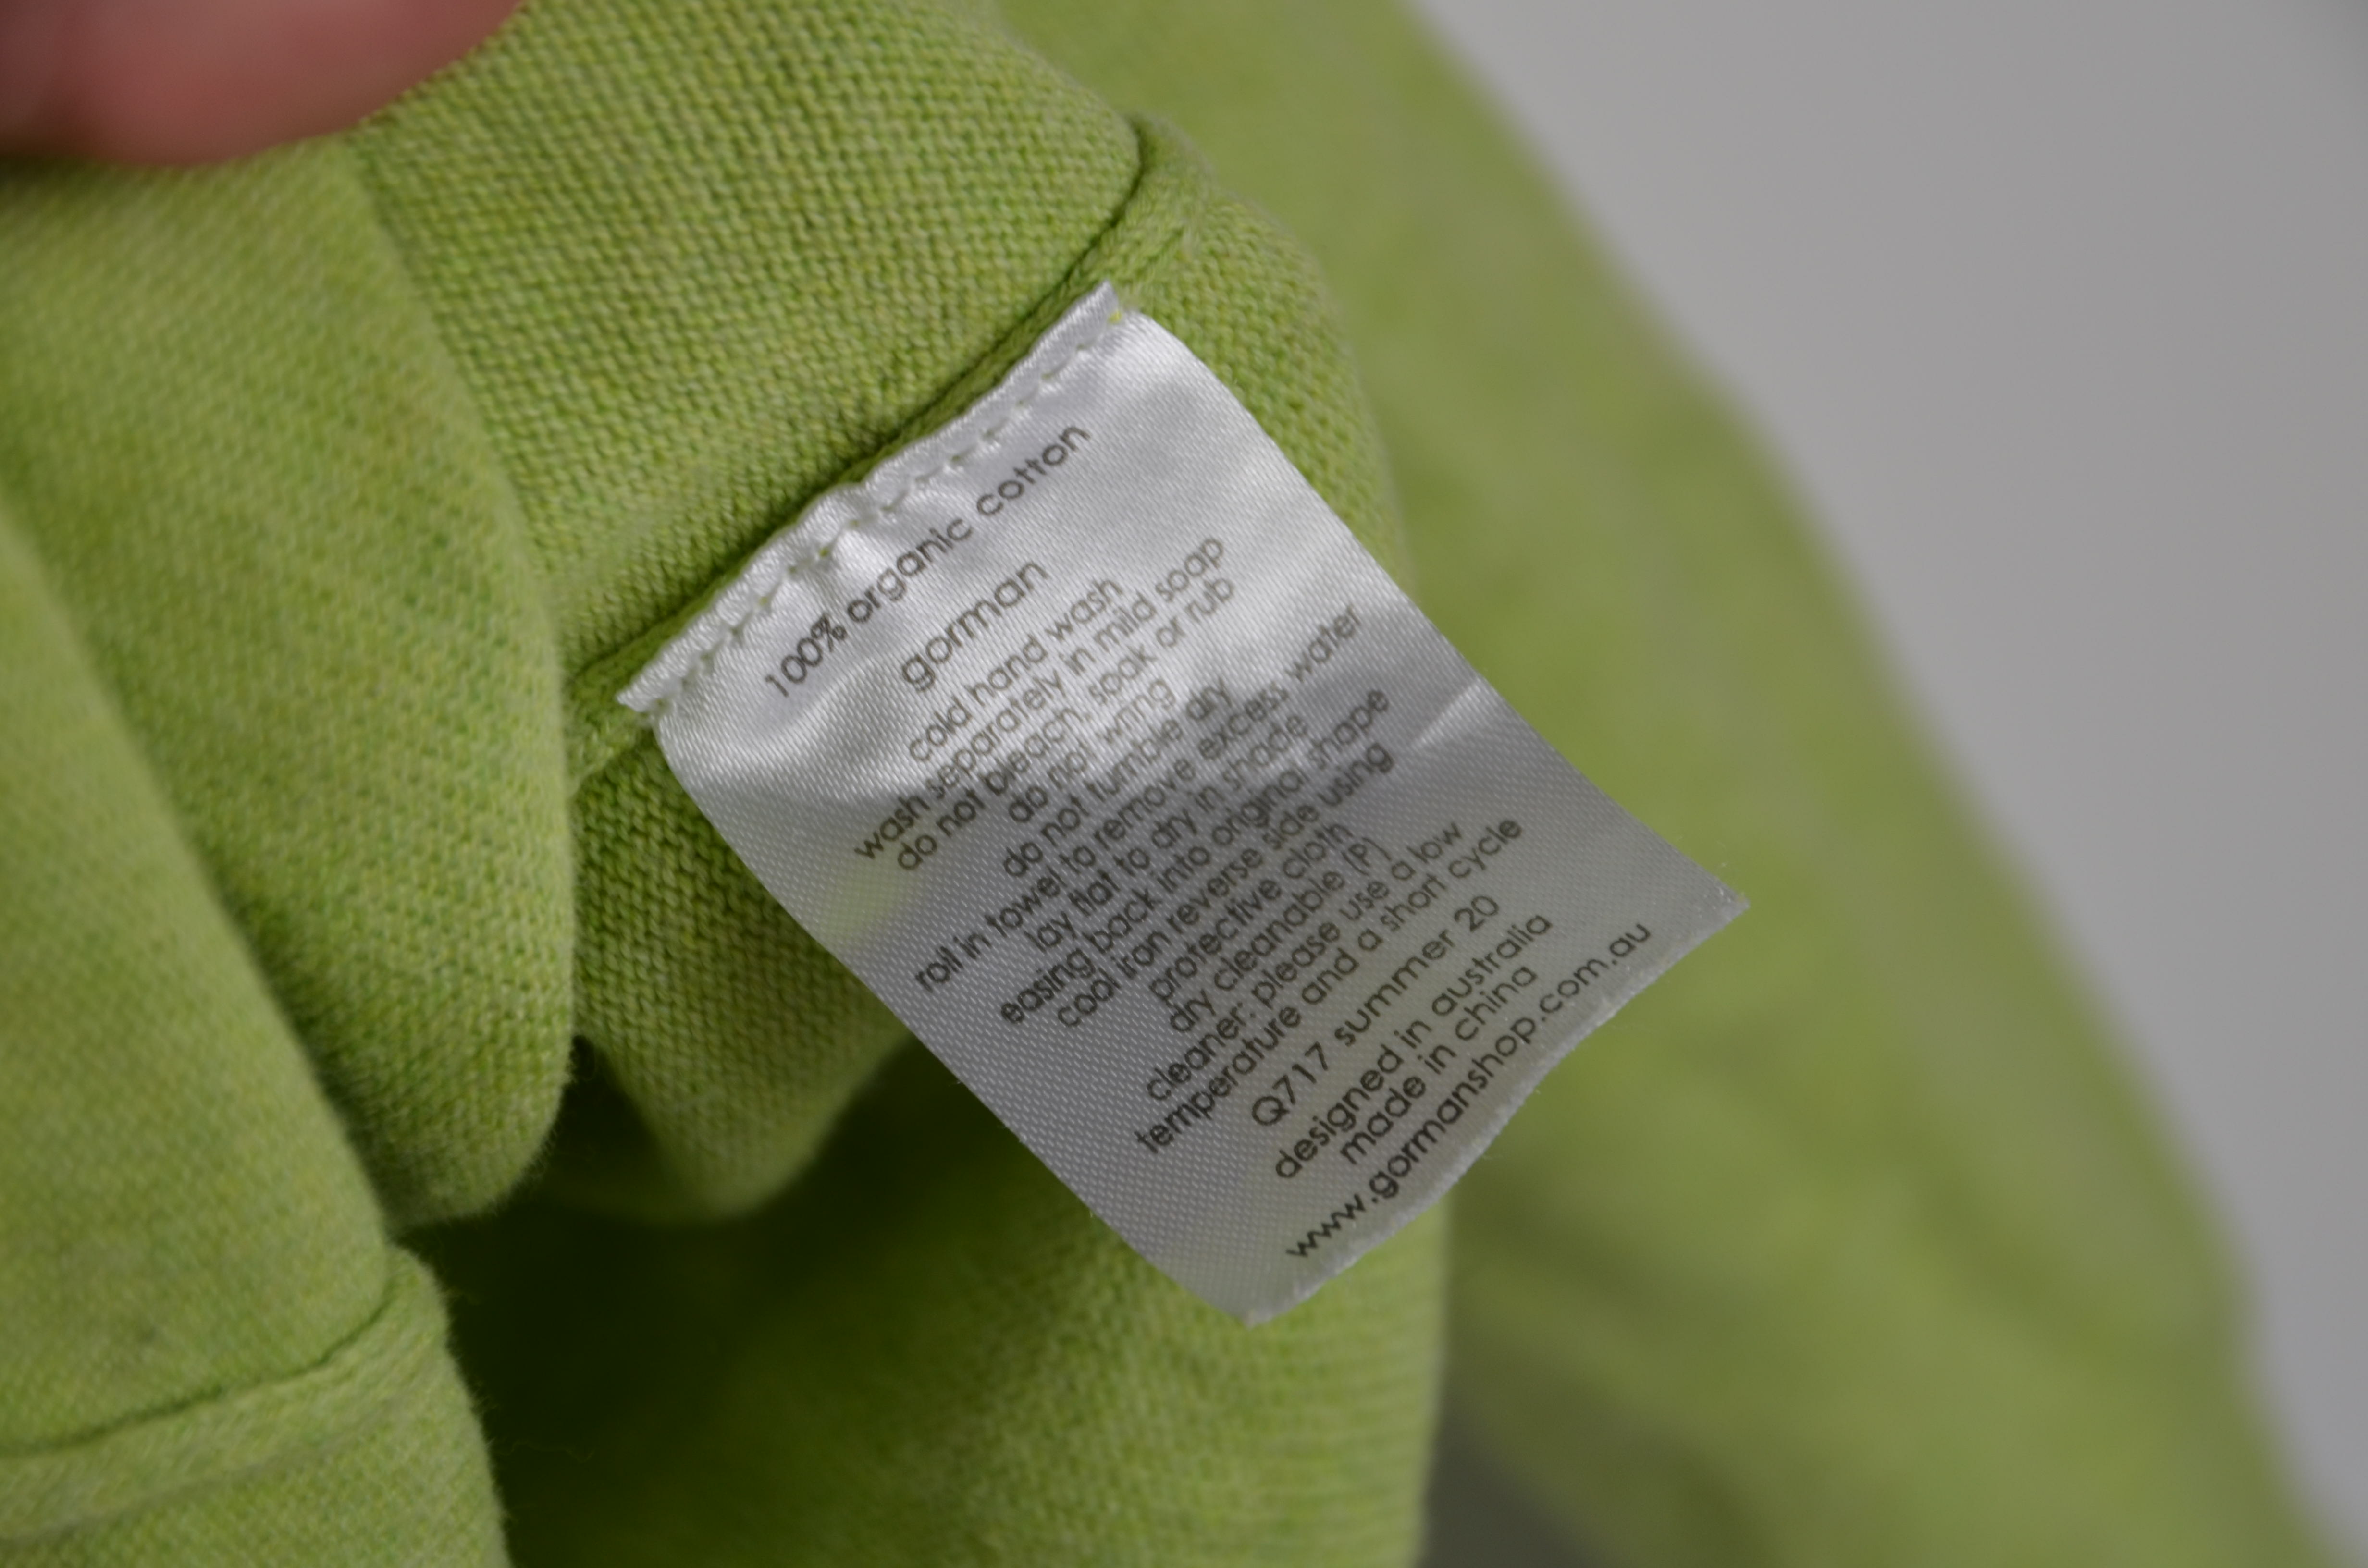 100% organic cotton
gorman
cold hand wash
wash separately in mild soap
do not bleach, soak or rub
do not wring
do not tumble dry
roll in towel to remove excess water
lay flat to dry in shade
easing back into original shape
cool iron reverse side using
protective cloth
dry cleanable (P)
cleaner: please use a low
temperature and a short cycle
Q717 summer 20
designed in australia
made in china
www.gormanshop.com.au